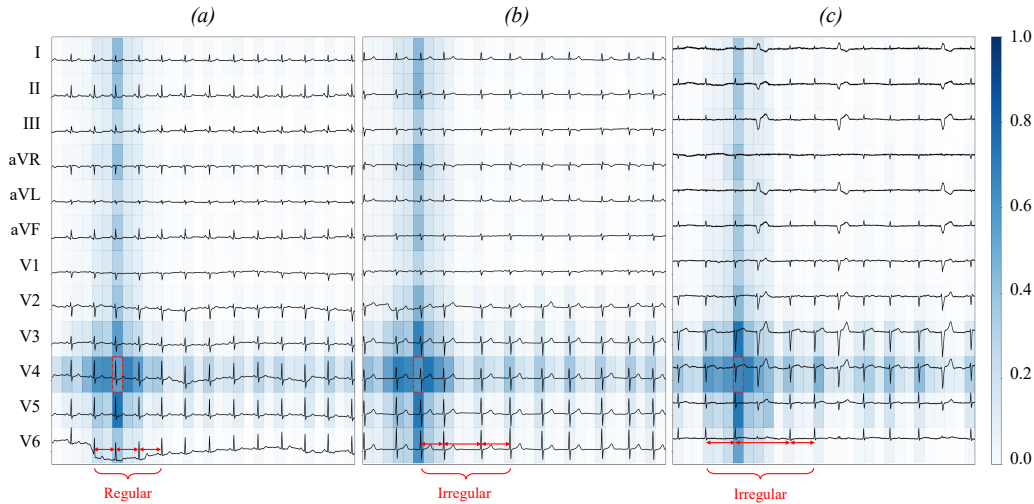 (a) (b) (c)
I
II
III
aVR
aVL
aVF
V1
V2
V3
V4
V5
V6
1.0
0.8
0.6
0.4
0.2
0.0
Regular Irregular Irregular